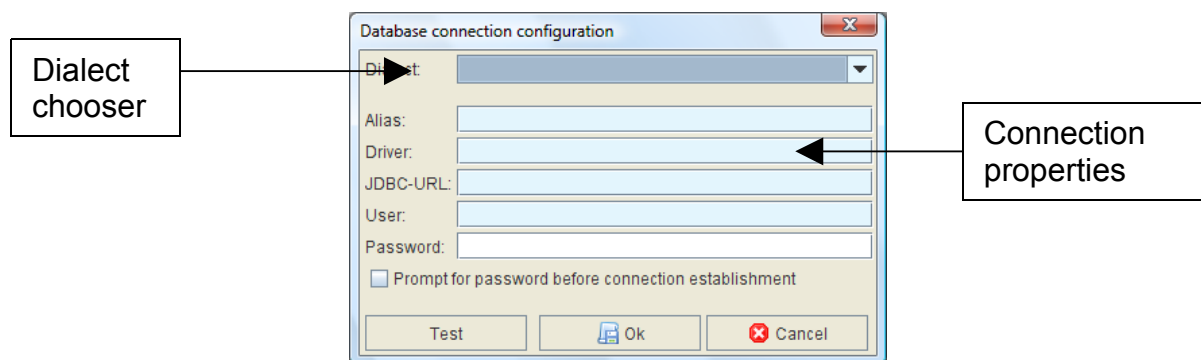 Database connection configuration
Dialect
chooser
Alias:
Driver:
Connection
properties
JDBC-URL:
User:
Password:
Prompt for password before connection establishment
Test
Ok
Cancel